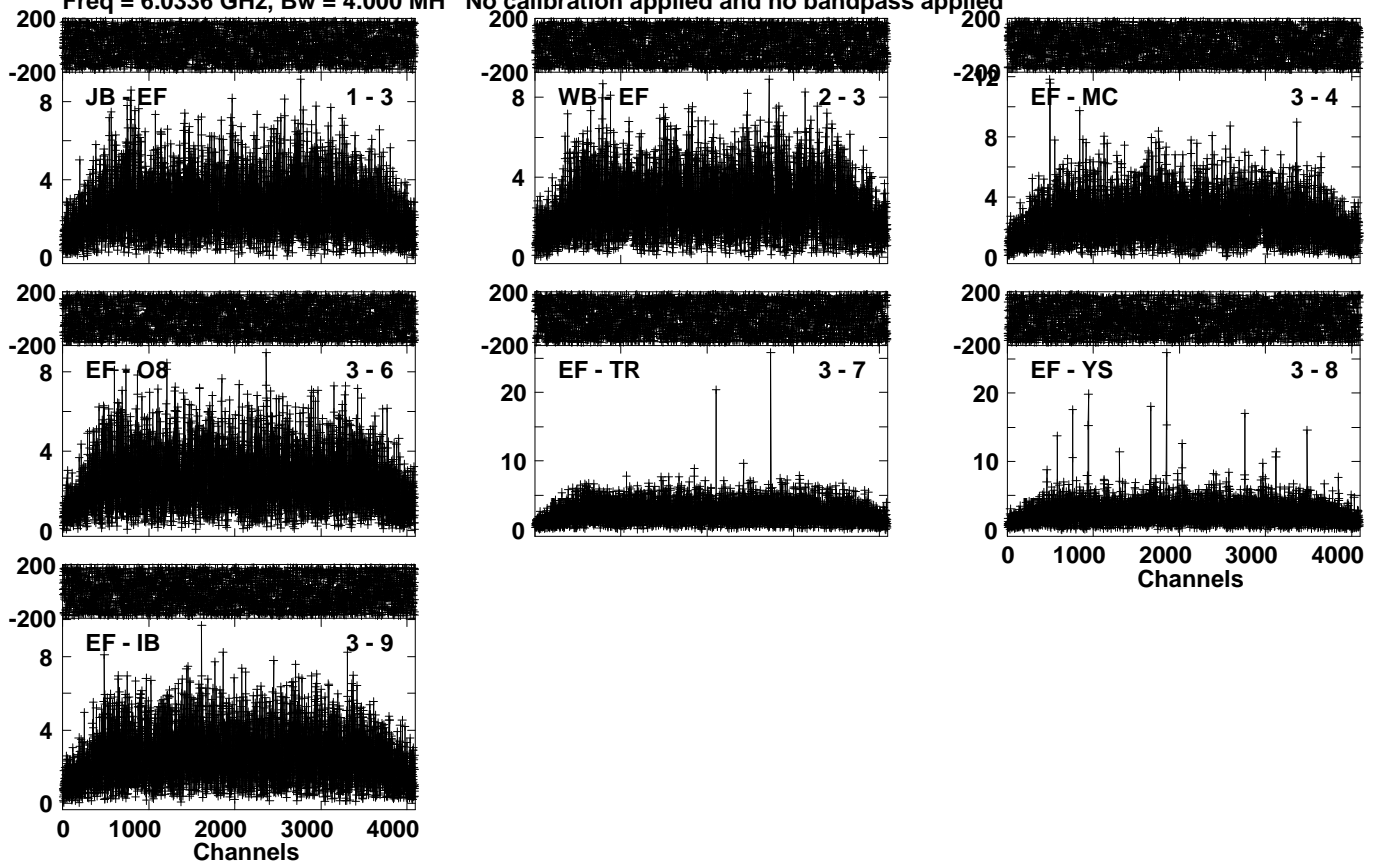 Freq = 6.0336 GHz, Bw = 4.000 MH No calibration applied and no bandpass applied
200 200 200
-200 -200 -200
12
JB - EF 1 - 3 WB - EF 2 - 3 EF - MC 3 - 4
8 8 8
4 4 4
0 0 0
200 200 200
-200 -200 -200
EF - O8 3 - 6 EF - TR 3 - 7 EF - YS 3 - 8
8 20 20
4 10 10
0 0 0
0 1000 2000 3000 4000
Channels
200
-200
EF - IB 3 - 9
8
4
0
0 1000 2000 3000 4000
Channels